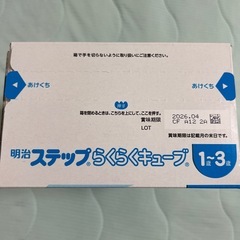 箱で手を切らないように取り扱いにご注意ください。
あけぐち
あけぐち
箱を閉めるときは、こちらを上にして、ここを押す。
賞味期限
LOT
2026.04
CF A12 2A
賞味期限は記載月の末日です。
明治ステップらくらくキューブ® 1~3歳